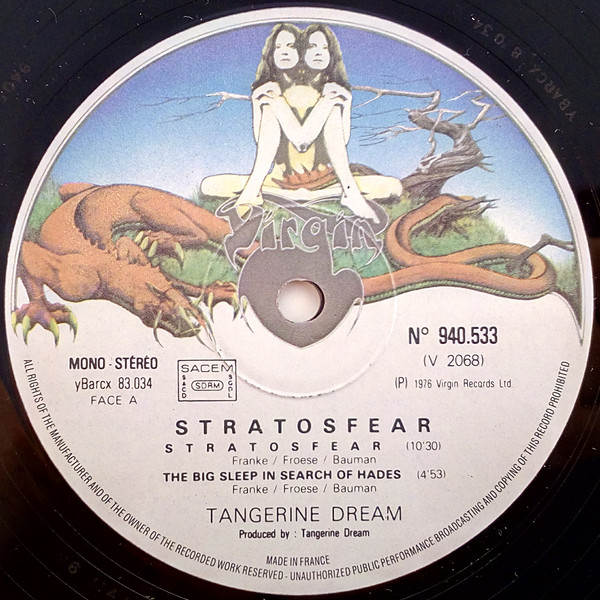 Virgin
MONO - STÉRÉO
yBarcx 83.034
FACE A
SACEM
SACD
SDRM
SGDL
N° 940.533
(V 2068)
(P) 1976 Virgin Records Ltd
STRATOSFEAR
STRATOSFEAR (10'30)
Franke / Froese / Bauman
THE BIG SLEEP IN SEARCH OF HADES (4'53)
Franke / Froese / Bauman
TANGERINE DREAM
Produced by : Tangerine Dream
MADE IN FRANCE
ALL RIGHTS OF THE MANUFACTURER AND OF THE OWNER OF THE RECORDED WORK RESERVED - UNAUTHORIZED PUBLIC PERFORMANCE BROADCASTING AND COPYING OF THIS RECORD PROHIBITED